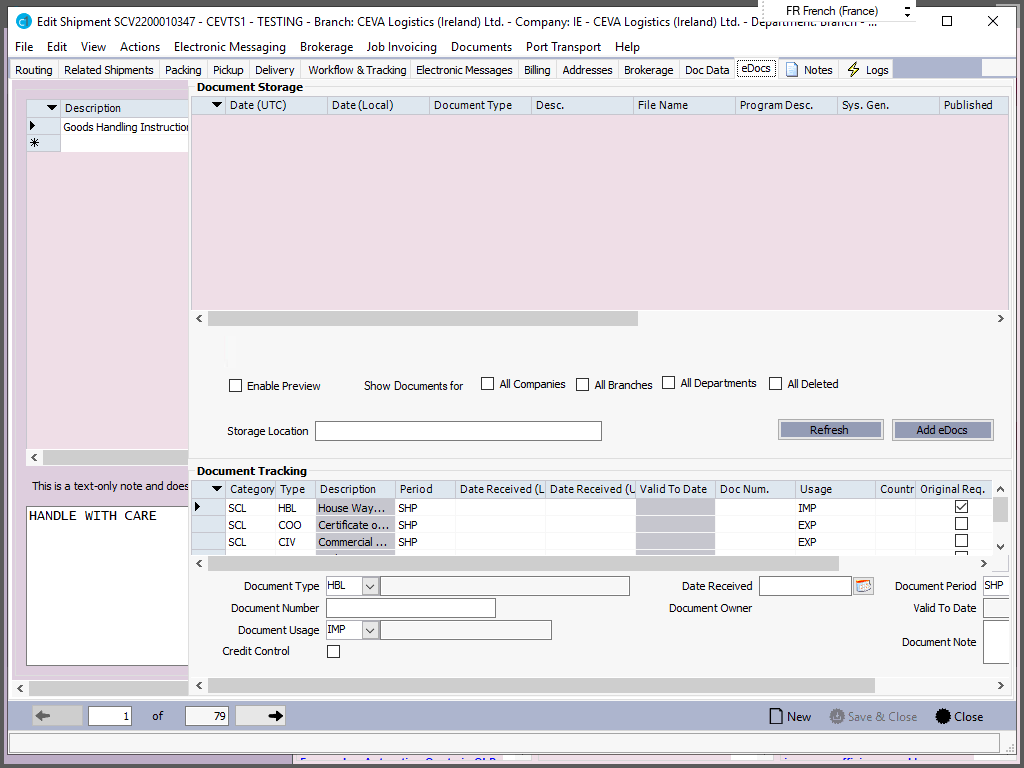 FR French (France)
Edit Shipment SCV2200010347 - CEVTS1 - TESTING - Branch: CEVA Logistics (Ireland) Ltd. - Company: IE - CEVA Logistics (Ireland) Ltd. - Department: Branch - ...
File Edit View Actions Electronic Messaging Brokerage Job Invoicing Documents Port Transport Help
Routing Related Shipments Packing Pickup Delivery Workflow & Tracking Electronic Messages Billing Addresses Brokerage Doc Data eDocs Notes Logs
Document Storage
Description
Date (UTC) Date (Local) Document Type Desc. File Name Program Desc. Sys. Gen. Published
Goods Handling Instruction
Enable Preview Show Documents for All Companies All Branches All Departments All Deleted
Storage Location Refresh Add eDocs
Document Tracking
This is a text-only note and does
Category Type Description Period Date Received (L Date Received (U Valid To Date Doc Num. Usage Countr Original Req.
HANDLE WITH CARE
SCL HBL House Way... SHP IMP
SCL COO Certificate o... SHP EXP
SCL CIV Commercial ... SHP EXP
Document Type HBL Date Received Document Period SHP
Document Number Document Owner Valid To Date
Document Usage IMP
Document Note
Credit Control
1 of 79 New Save & Close Close